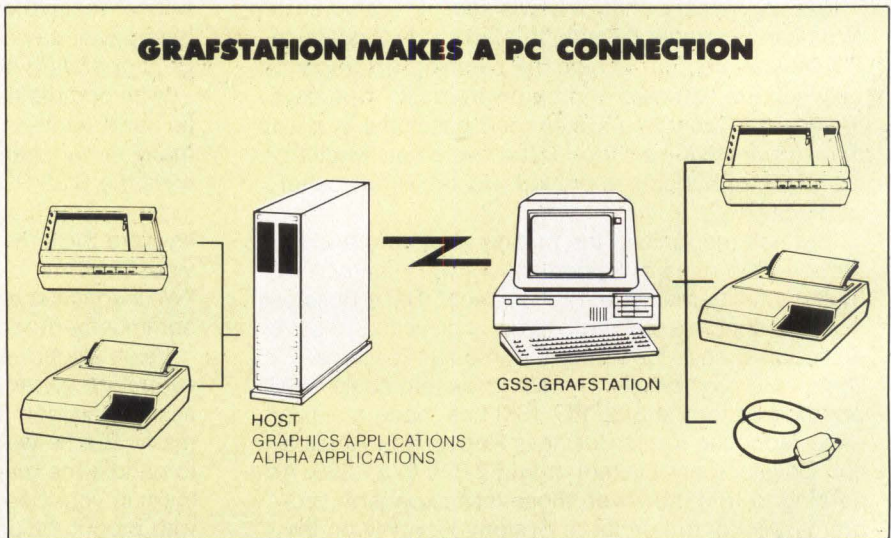 GRAFSTATION MAKES A PC CONNECTION
HOST
GRAPHICS APPLICATIONS
ALPHA APPLICATIONS
GSS-GRAFSTATION